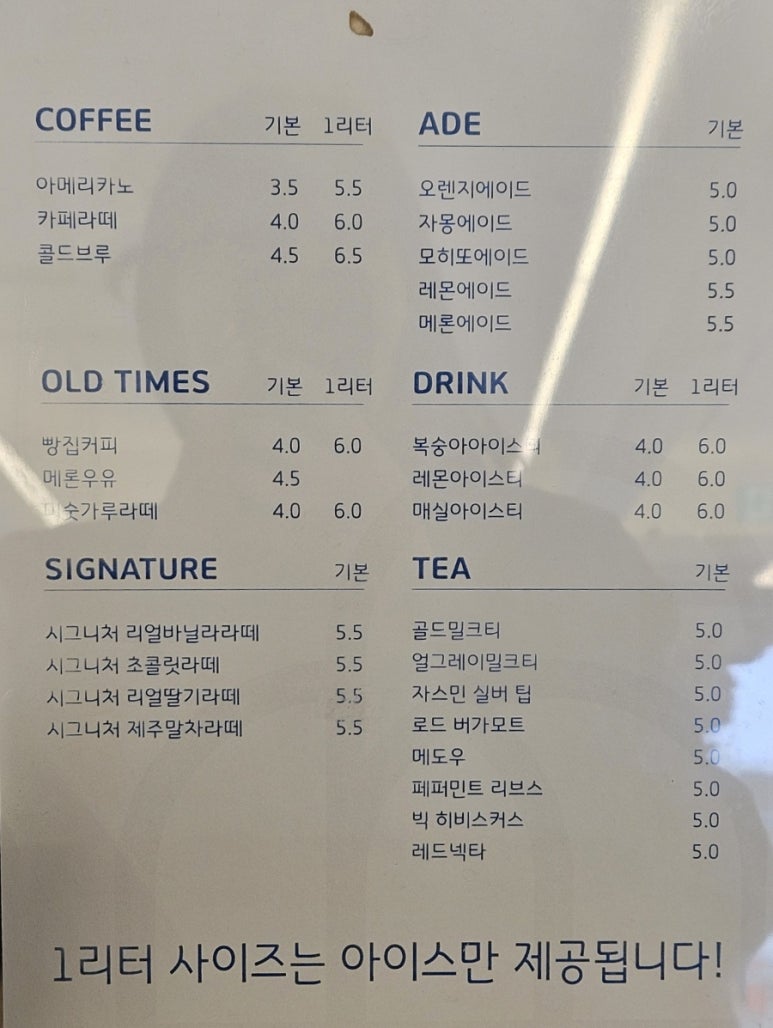 COFFEE 기본 1리터
아메리카노 3.5 5.5
카페라떼 4.0 6.0
콜드브루 4.5 6.5
ADE 기본
오렌지에이드 5.0
자몽에이드 5.0
모히또에이드 5.0
레몬에이드 5.5
메론에이드 5.5
OLD TIMES 기본 1리터
빵집커피 4.0 6.0
메론우유 4.5
미숫가루라떼 4.0 6.0
DRINK 기본 1리터
복숭아아이스티 4.0 6.0
레몬아이스티 4.0 6.0
매실아이스티 4.0 6.0
SIGNATURE 기본
시그니처 리얼바닐라라떼 5.5
시그니처 초콜릿라떼 5.5
시그니처 리얼딸기라떼 5.5
시그니처 제주말차라떼 5.5
TEA 기본
골드밀크티 5.0
얼그레이밀크티 5.0
자스민 실버 팁 5.0
로드 버가모트 5.0
메도우 5.0
페퍼민트 리브스 5.0
빅 히비스커스 5.0
레드넥타 5.0
1리터 사이즈는 아이스만 제공됩니다!